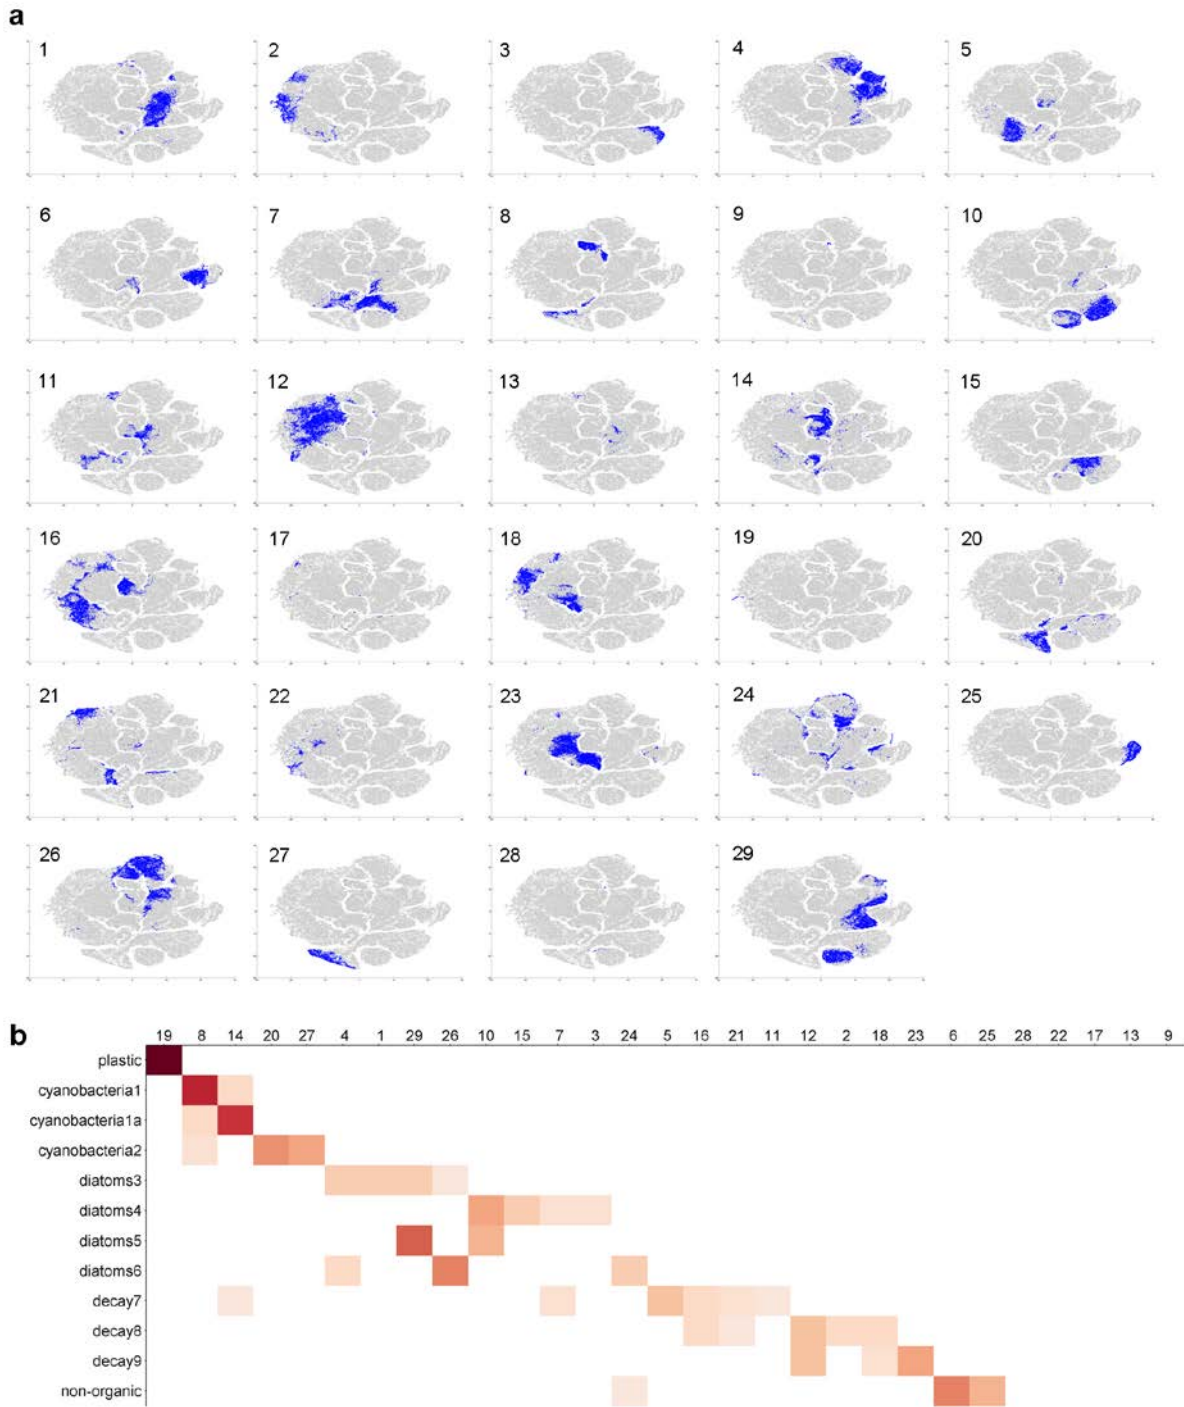 a
1 2 3 4 5
6 7 8 9 10
11 12 13 14 15
16 17 18 19 20
21 22 23 24 25
26 27 28 29
b
19 8 14 20 27 4 1 29 26 10 15 7 3 24 5 16 21 11 12 2 18 23 6 25 28 22 17 13 9
plastic
cyanobacteria1
cyanobacteria1a
cyanobacteria2
diatoms3
diatoms4
diatoms5
diatoms6
decay7
decay8
decay9
non-organic